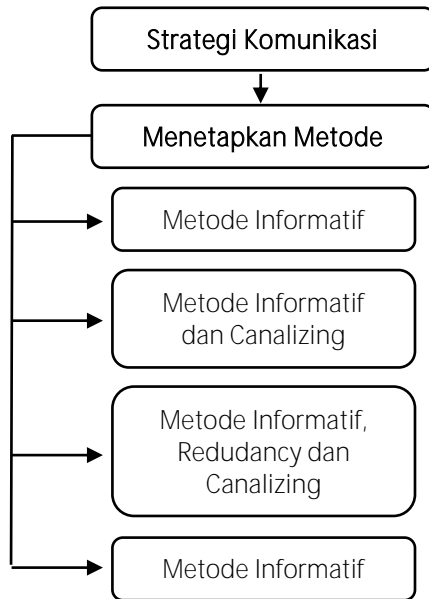 Strategi Komunikasi
Menetapkan Metode
Metode Informatif
Metode Informatif
dan Canalizing
Metode Informatif,
Redudancy dan
Canalizing
Metode Informatif